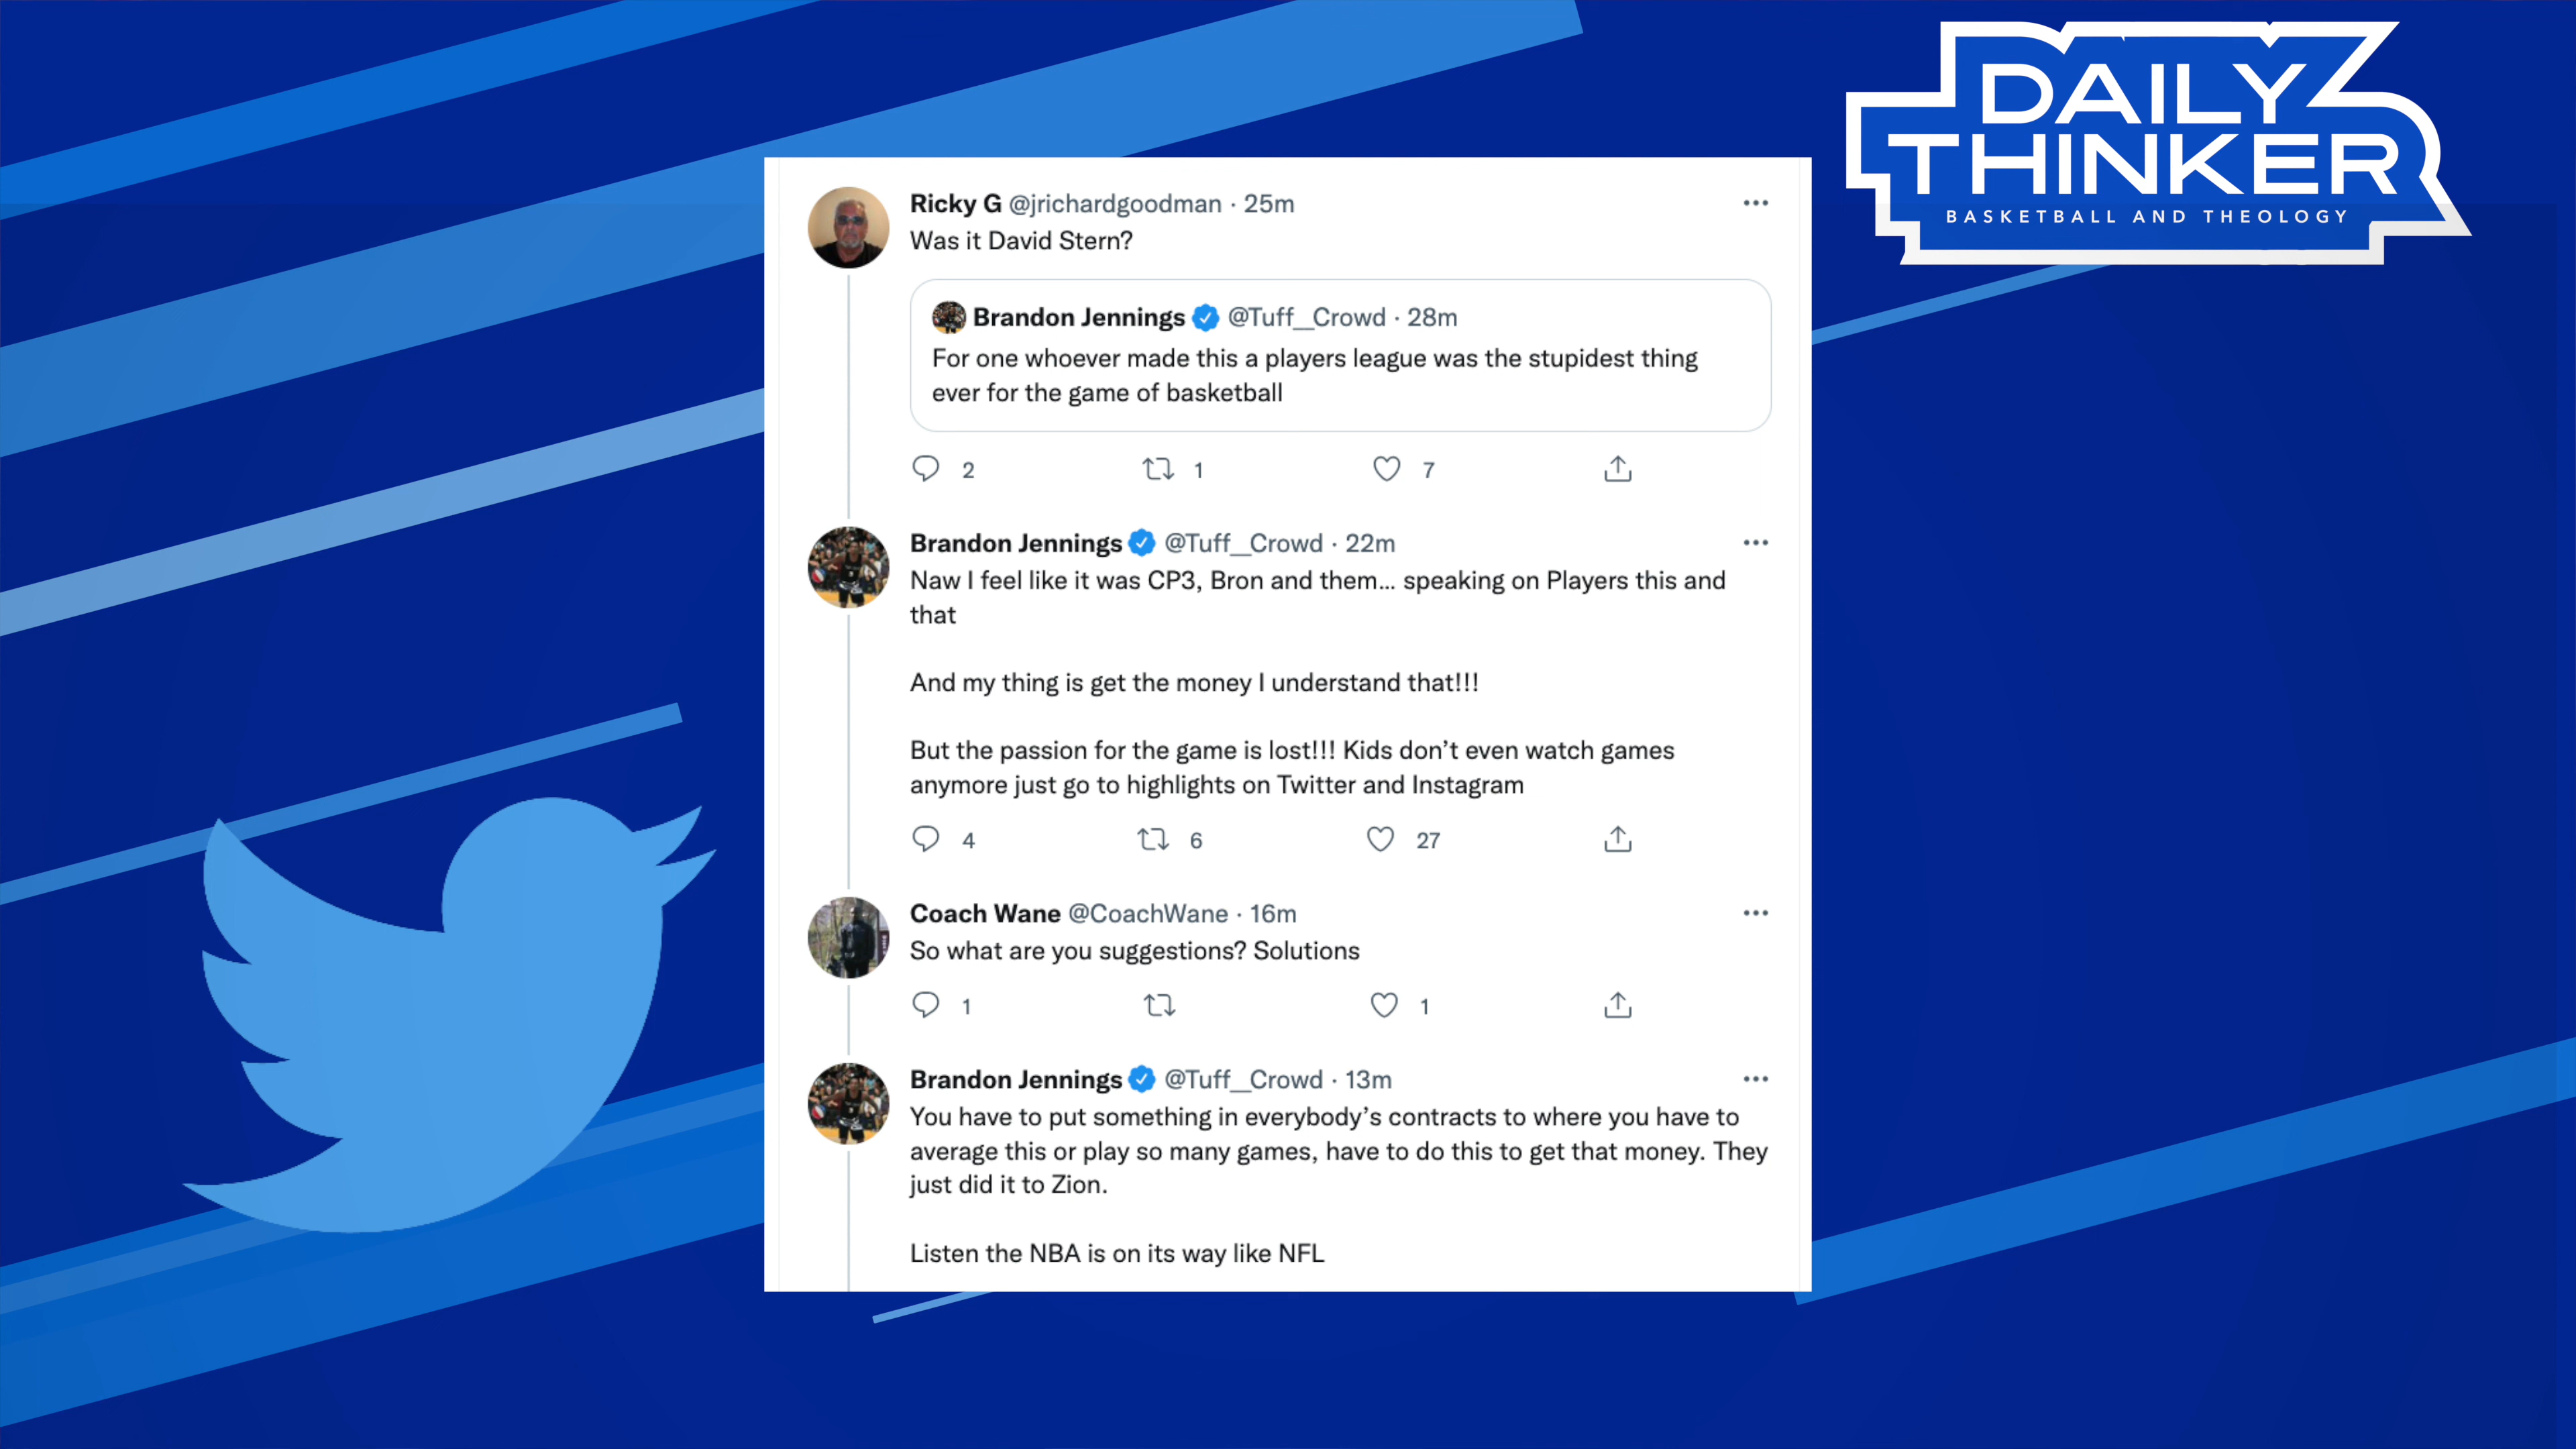 DAILY
THINKER
BASKETBALL AND THEOLOGY
Ricky G @jrichardgoodman · 25m
Was it David Stern?
Brandon Jennings @Tuff__Crowd · 28m
For one whoever made this a players league was the stupidest thing
ever for the game of basketball
2 1 7
Brandon Jennings @Tuff__Crowd · 22m
Naw I feel like it was CP3, Bron and them... speaking on Players this and
that
And my thing is get the money I understand that!!!
But the passion for the game is lost!!! Kids don’t even watch games
anymore just go to highlights on Twitter and Instagram
4 6 27
Coach Wane @CoachWane · 16m
So what are you suggestions? Solutions
1 1
Brandon Jennings @Tuff__Crowd · 13m
You have to put something in everybody’s contracts to where you have to
average this or play so many games, have to do this to get that money. They
just did it to Zion.
Listen the NBA is on its way like NFL